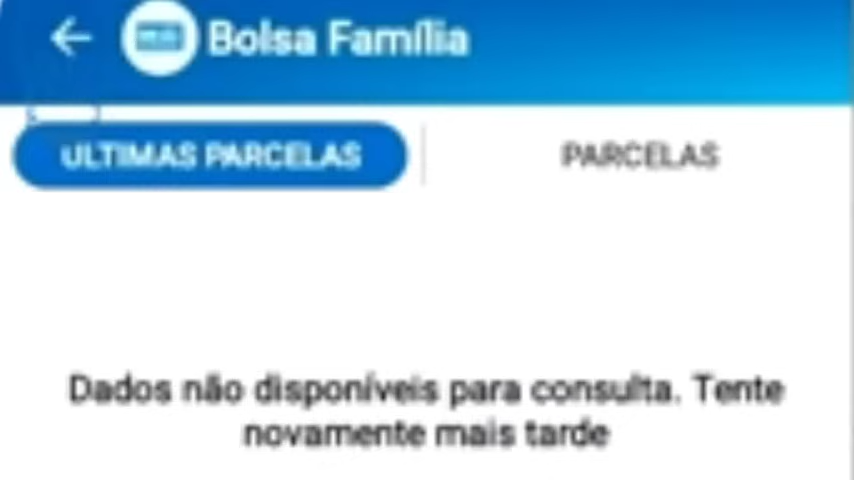 Bolsa Família
ULTIMAS PARCELAS
PARCELAS
Dados não disponíveis para consulta. Tente
novamente mais tarde